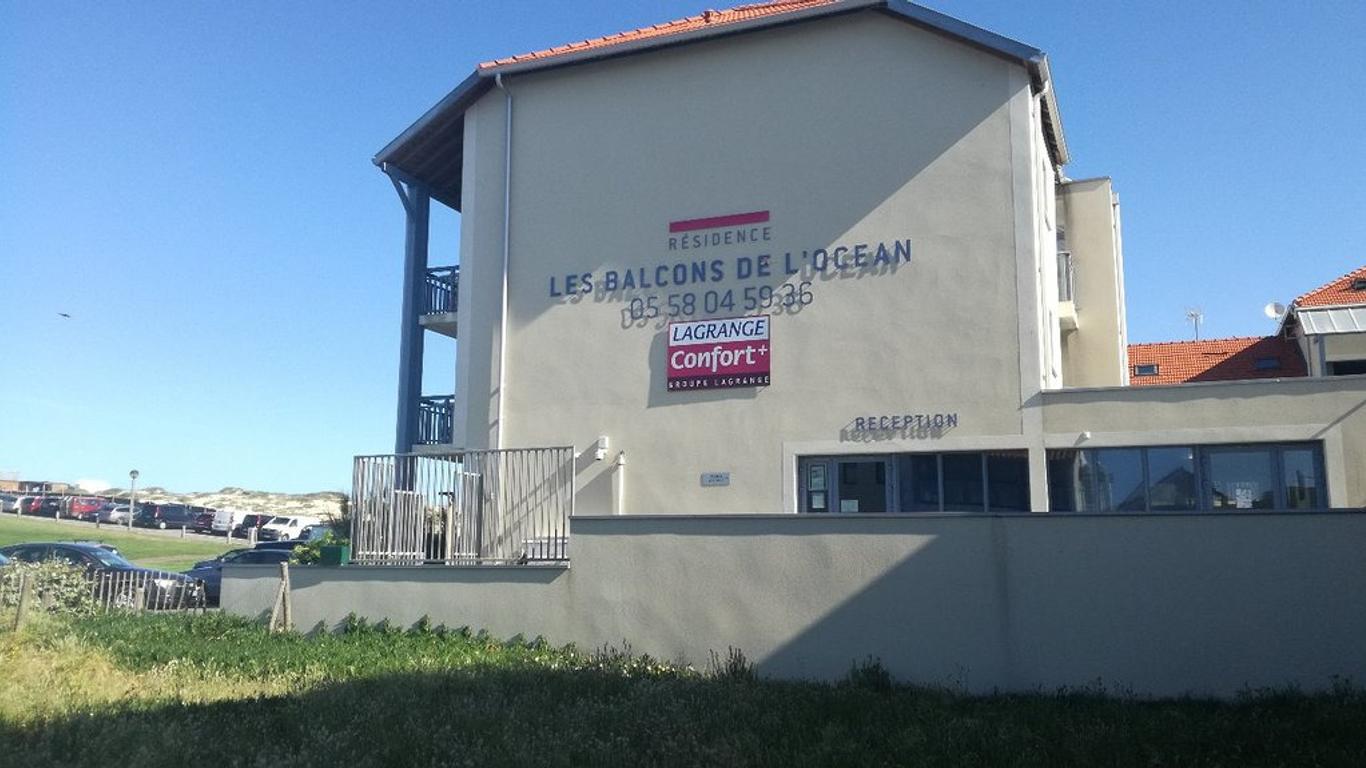 RÉSIDENCE
LES BALCONS DE L'OCEAN
05 58 04 59 36
LAGRANGE
Confort+
GROUPE LAGRANGE
RECEPTION